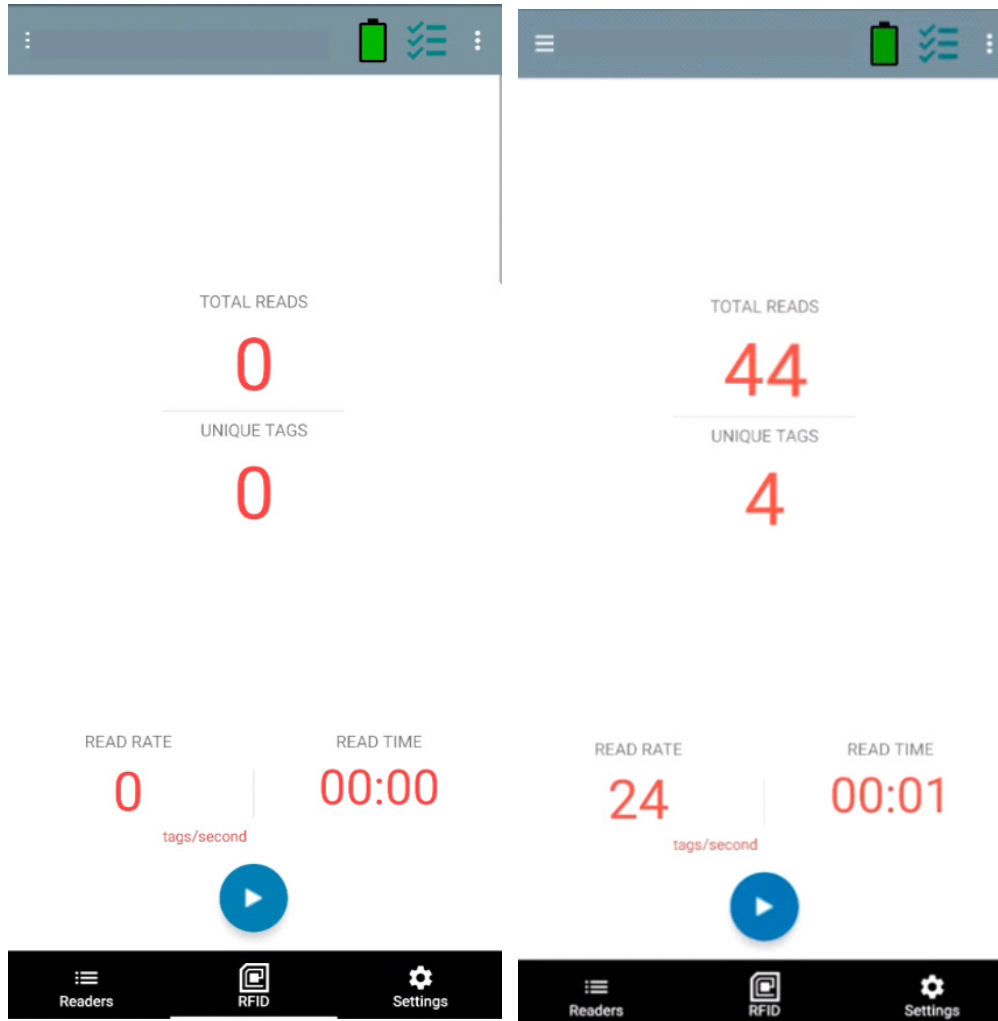 TOTAL READS
0
UNIQUE TAGS
0
READ RATE
0
tags/second
READ TIME
00:00
Readers
RFID
Settings
TOTAL READS
44
UNIQUE TAGS
4
READ RATE
24
tags/second
READ TIME
00:01
Readers
RFID
Settings